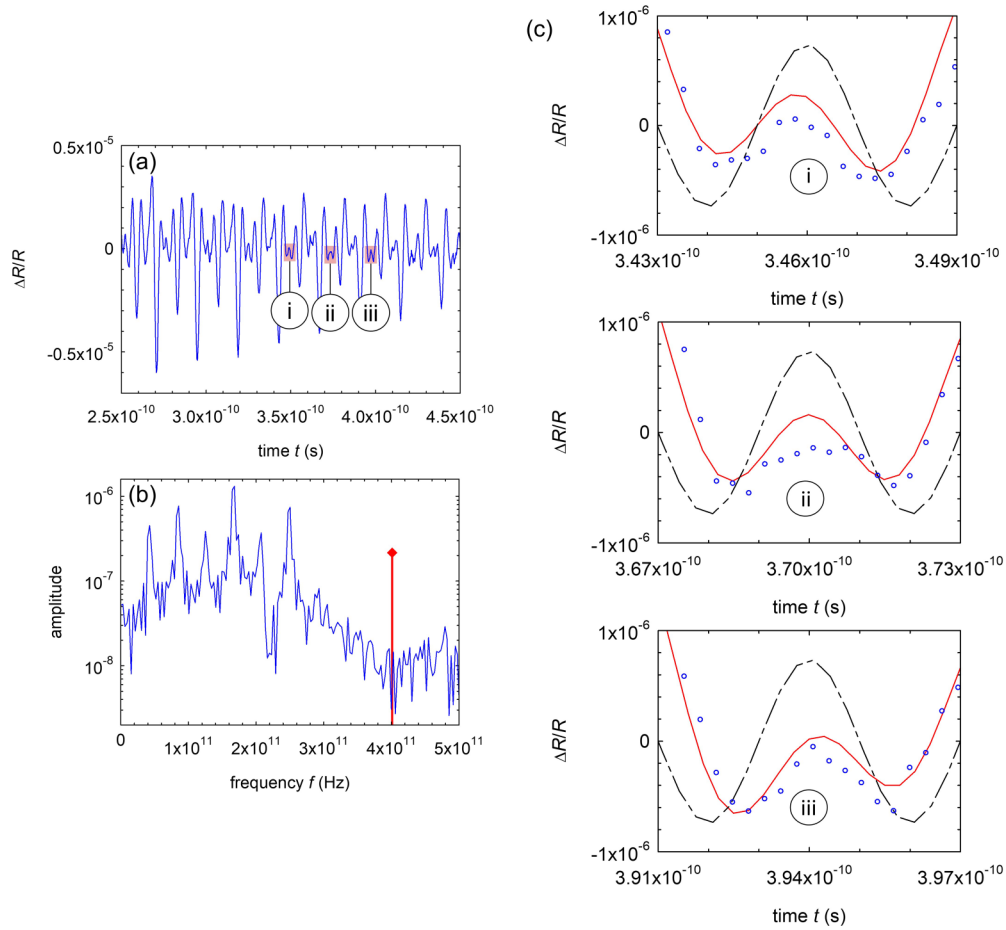 (a)
0.5x10-5
0
-0.5x10-5
ΔR/R
2.5x10-10 3.0x10-10 3.5x10-10 4.0x10-10 4.5x10-10
time t (s)
i ii iii
(b)
10-6
10-7
10-8
amplitude
0 1x1011 2x1011 3x1011 4x1011 5x1011
frequency f (Hz)
(c)
1x10-6
0
-1x10-6
ΔR/R
i
3.43x10-10 3.46x10-10 3.49x10-10
time t (s)
1x10-6
0
-1x10-6
ΔR/R
ii
3.67x10-10 3.70x10-10 3.73x10-10
time t (s)
1x10-6
0
-1x10-6
ΔR/R
iii
3.91x10-10 3.94x10-10 3.97x10-10
time t (s)